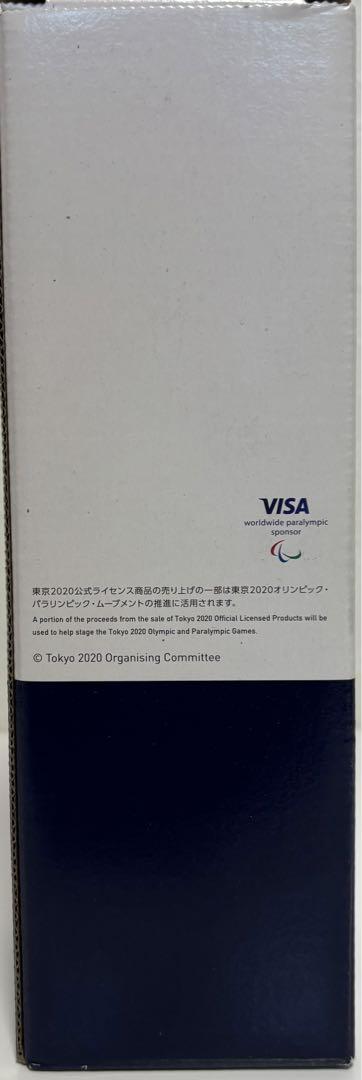 VISA
worldwide paralympic
sponsor
東京2020公式ライセンス商品の売り上げの一部は東京2020オリンピック・
パラリンピック・ムーブメントの推進に活用されます。
A portion of the proceeds from the sale of Tokyo 2020 Official Licensed Products will be
used to help stage the Tokyo 2020 Olympic and Paralympic Games.
© Tokyo 2020 Organising Committee